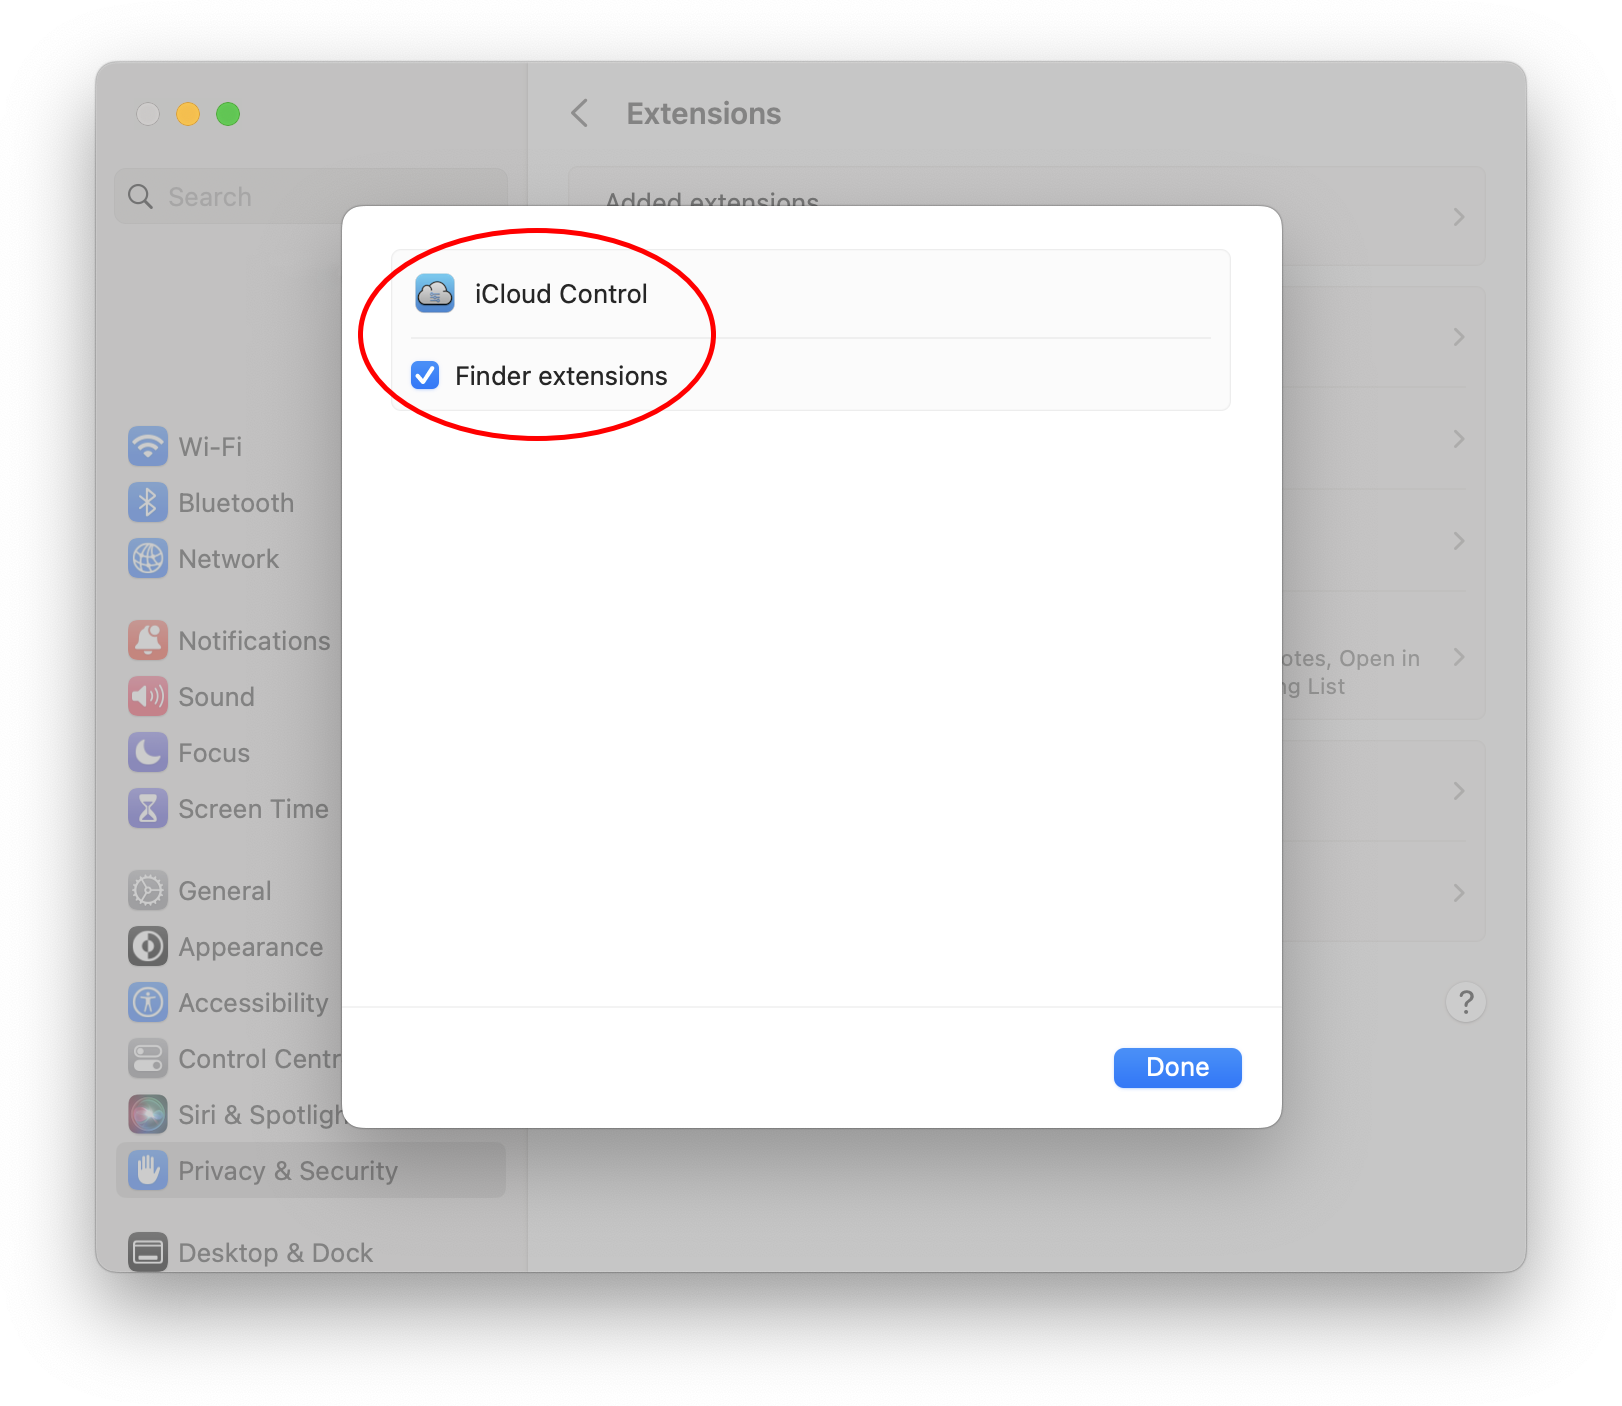 Extensions
Search
Added extensions
iCloud Control
Finder extensions
Wi-Fi
Bluetooth
Network
Notifications
Sound
Focus
Screen Time
General
Appearance
Accessibility
Control Centr
Siri & Spotligh
Privacy & Security
Desktop & Dock
otes, Open in
ng List
?
Done